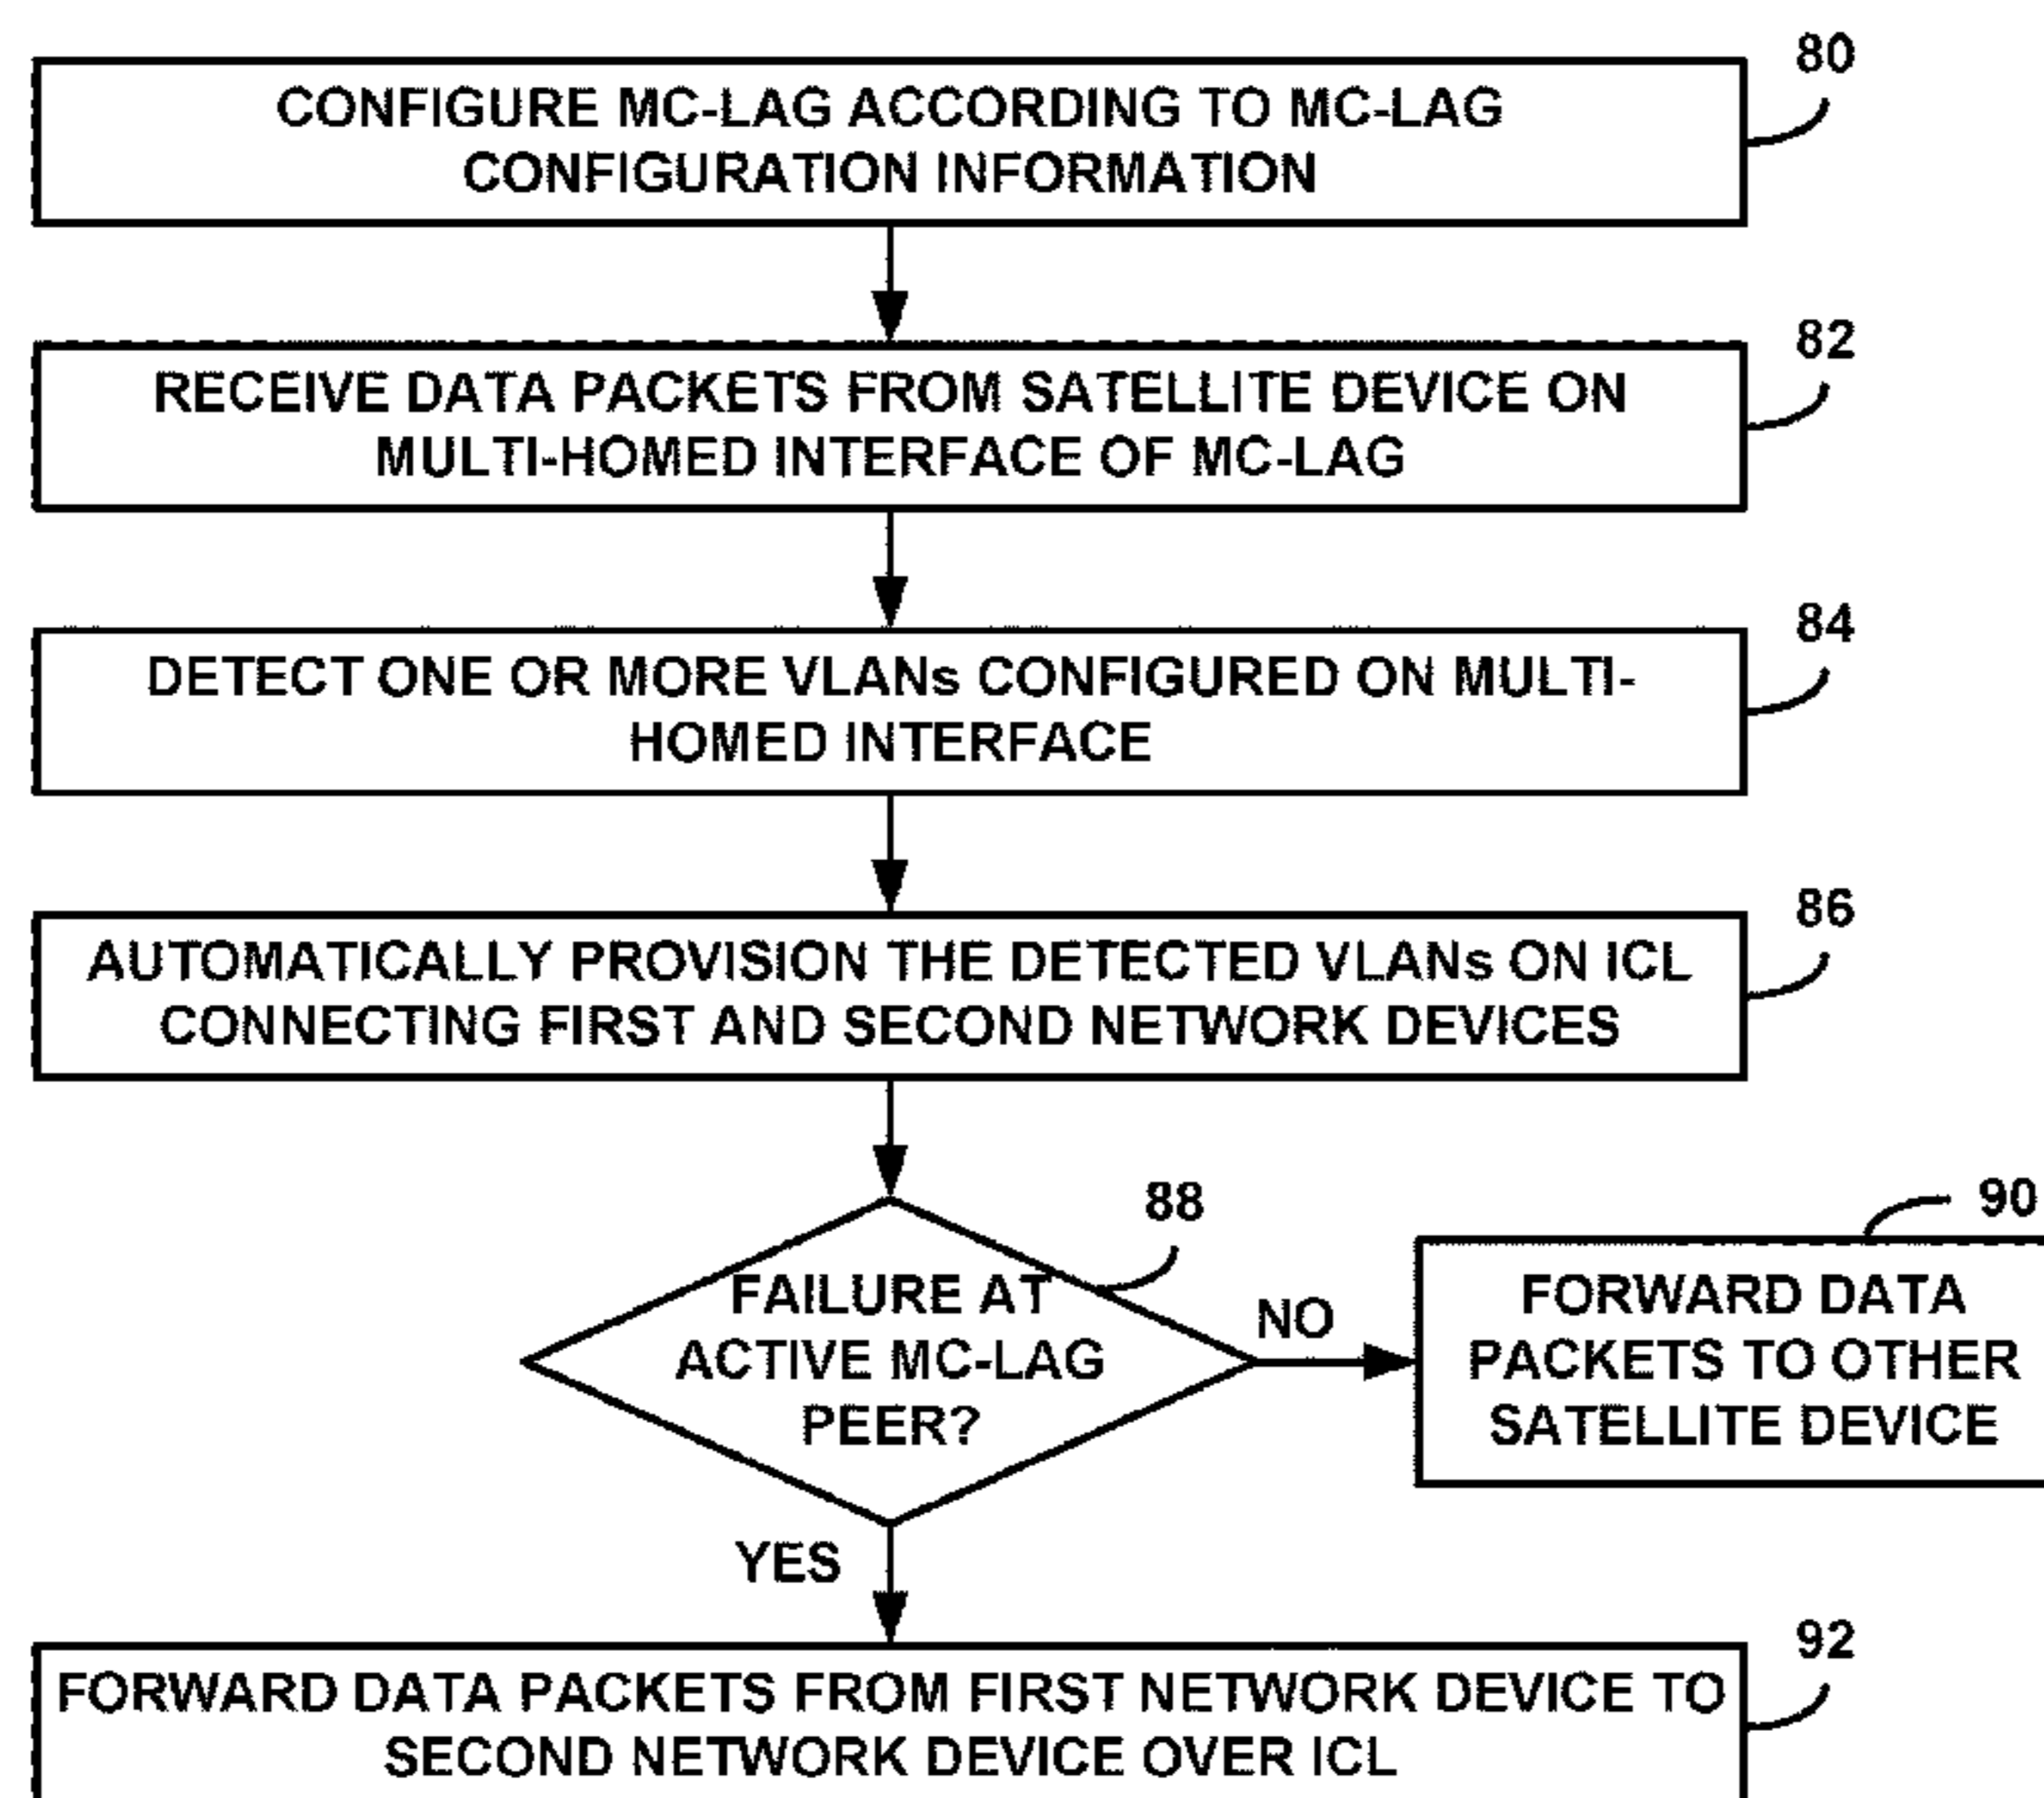 80
CONFIGURE MC-LAG ACCORDING TO MC-LAG
CONFIGURATION INFORMATION
82
RECEIVE DATA PACKETS FROM SATELLITE DEVICE ON
MULTI-HOMED INTERFACE OF MC-LAG
84
DETECT ONE OR MORE VLANs CONFIGURED ON MULTI-
HOMED INTERFACE
86
AUTOMATICALLY PROVISION THE DETECTED VLANs ON ICL
CONNECTING FIRST AND SECOND NETWORK DEVICES
88
FAILURE AT
ACTIVE MC-LAG
PEER?
NO
90
FORWARD DATA
PACKETS TO OTHER
SATELLITE DEVICE
YES
92
FORWARD DATA PACKETS FROM FIRST NETWORK DEVICE TO
SECOND NETWORK DEVICE OVER ICL